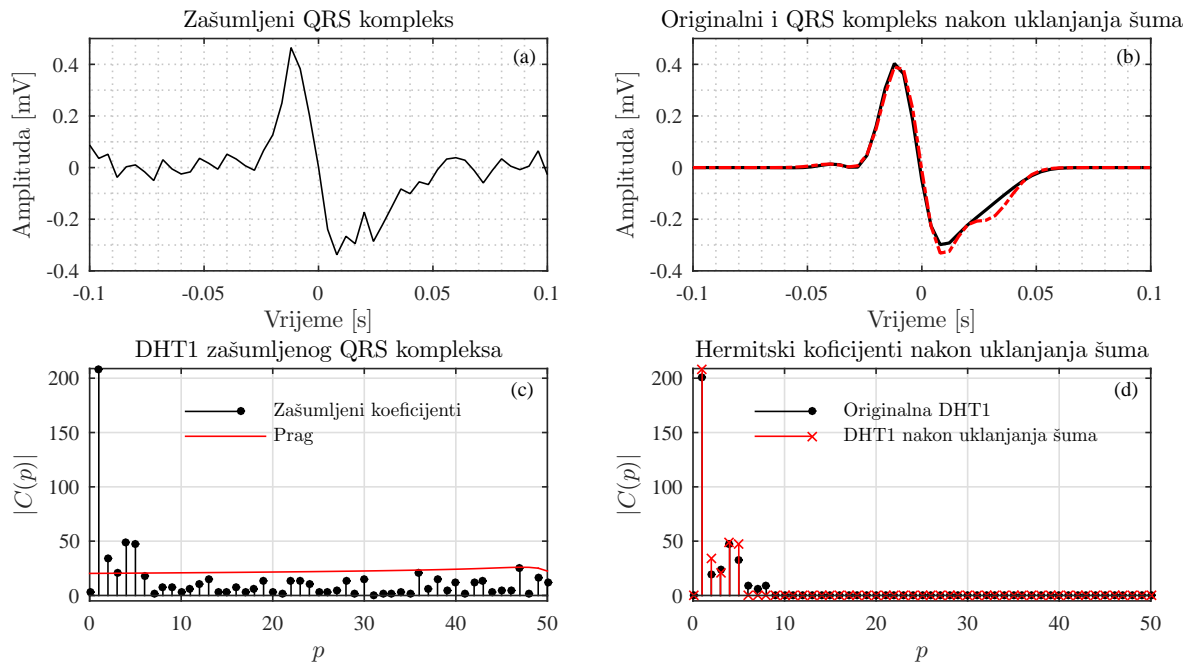 Zašumljeni QRS kompleks
(a)
Amplituda [mV]
0.4
0.2
0
-0.2
-0.4
-0.1
-0.05
0
0.05
0.1
Vrijeme [s]
Originalni i QRS kompleks nakon uklanjanja šuma
(b)
Amplituda [mV]
0.4
0.2
0
-0.2
-0.4
-0.1
-0.05
0
0.05
0.1
Vrijeme [s]
DHT1 zašumljenog QRS kompleksa
(c)
Zašumljeni koeficijenti
Prag
|C(p)|
200
150
100
50
0
0
10
20
30
40
50
p
Hermitski koficijenti nakon uklanjanja šuma
(d)
Originalna DHT1
DHT1 nakon uklanjanja šuma
|C(p)|
200
150
100
50
0
0
10
20
30
40
50
p